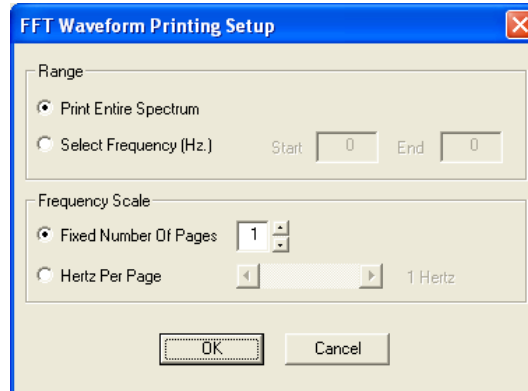 FFT Waveform Printing Setup
Range
Print Entire Spectrum
Select Frequency (Hz.) Start 0 End 0
Frequency Scale
Fixed Number Of Pages 1
Hertz Per Page 1 Hertz
OK Cancel